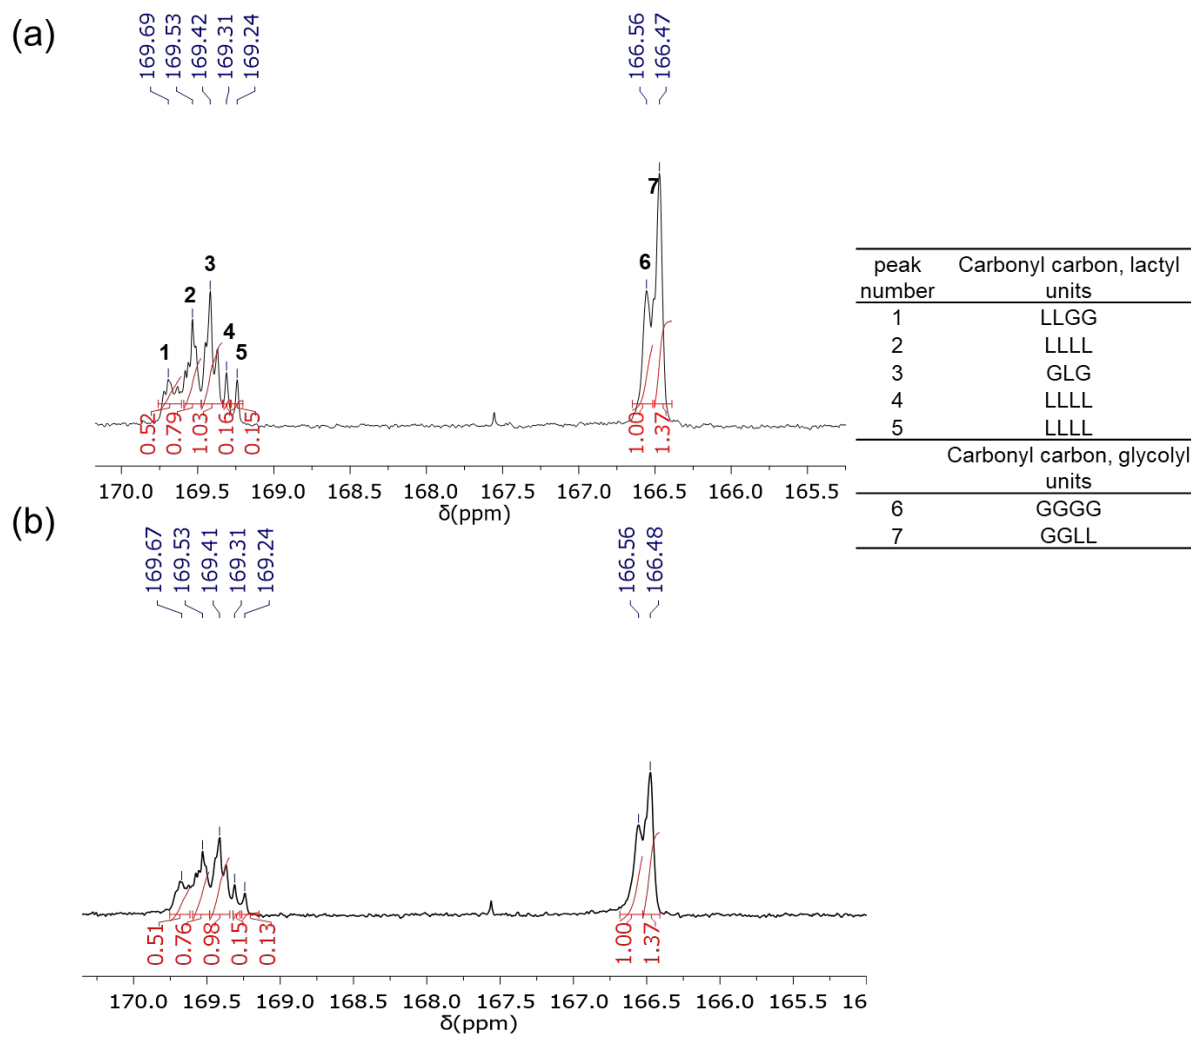 (a)
169.69
169.53
169.42
169.31
169.24
166.56
166.47
1
2
3
4
5
6
7
0.52
0.79
1.03
0.16
0.15
1.00
1.37
170.0 169.5 169.0 168.5 168.0 167.5 167.0 166.5 166.0 165.5
δ(ppm)
peak number Carbonyl carbon, lactyl units
1 LLGG
2 LLLL
3 GLG
4 LLLL
5 LLLL
Carbonyl carbon, glycolyl units
6 GGGG
7 GGLL
(b)
169.67
169.53
169.41
169.31
169.24
166.56
166.48
0.51
0.76
0.98
0.15
0.13
1.00
1.37
170.0 169.5 169.0 168.5 168.0 167.5 167.0 166.5 166.0 165.5 16
δ(ppm)